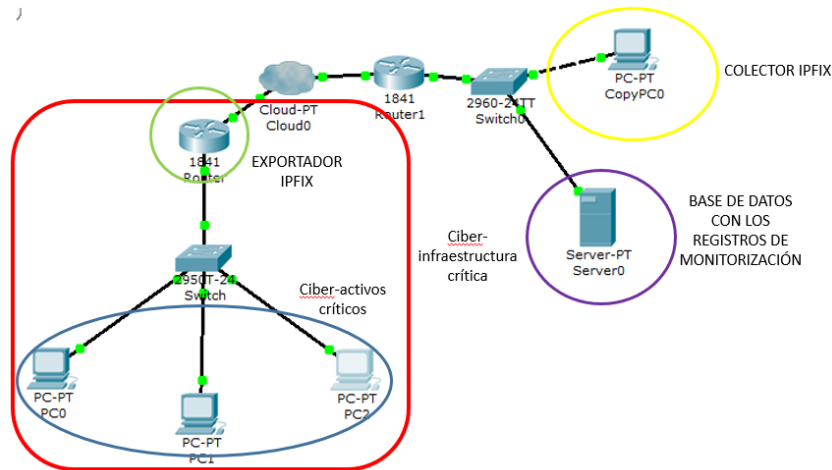 )
PC-PT
CopyPC0
COLECTOR IPFIX
Cloud-PT
Cloud0
1841
Router1
2960-24TT
Switch0
1841
Router
EXPORTADOR
IPFIX
BASE DE DATOS
CON LOS
REGISTROS DE
MONITORIZACIÓN
Ciber-
infraestructura
crítica
Server-PT
Server0
2950T-24
Switch
Ciber-activos
críticos
PC-PT
PC0
PC-PT
PC1
PC-PT
PC2